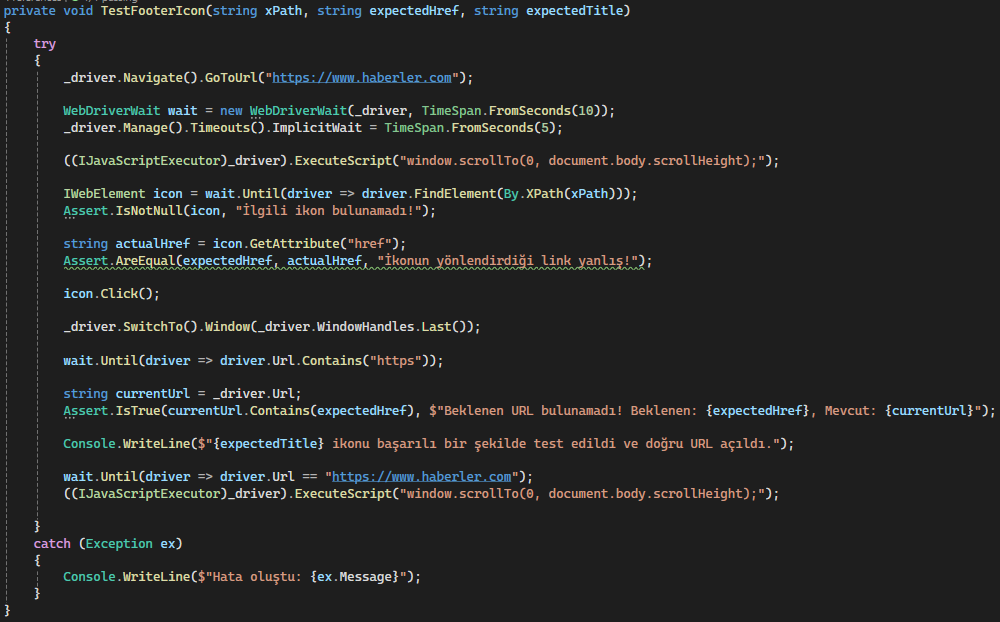 private void TestFooterIcon(string xPath, string expectedHref, string expectedTitle)
{
try
{
_driver.Navigate().GoToUrl("https://www.haberler.com");
WebDriverWait wait = new WebDriverWait(_driver, TimeSpan.FromSeconds(10));
_driver.Manage().Timeouts().ImplicitWait = TimeSpan.FromSeconds(5);
((IJavaScriptExecutor)_driver).ExecuteScript("window.scrollTo(0, document.body.scrollHeight);");
IWebElement icon = wait.Until(driver => driver.FindElement(By.XPath(xPath)));
Assert.IsNotNull(icon, "İlgili ikon bulunamadı!");
string actualHref = icon.GetAttribute("href");
Assert.AreEqual(expectedHref, actualHref, "İkonun yönlendirdiği link yanlış!");
icon.Click();
_driver.SwitchTo().Window(_driver.WindowHandles.Last());
wait.Until(driver => driver.Url.Contains("https"));
string currentUrl = _driver.Url;
Assert.IsTrue(currentUrl.Contains(expectedHref), $"Beklenen URL bulunamadı! Beklenen: {expectedHref}, Mevcut: {currentUrl}");
Console.WriteLine($"{expectedTitle} ikonu başarılı bir şekilde test edildi ve doğru URL açıldı.");
wait.Until(driver => driver.Url == "https://www.haberler.com");
((IJavaScriptExecutor)_driver).ExecuteScript("window.scrollTo(0, document.body.scrollHeight);");
}
catch (Exception ex)
{
Console.WriteLine($"Hata oluştu: {ex.Message}");
}
}